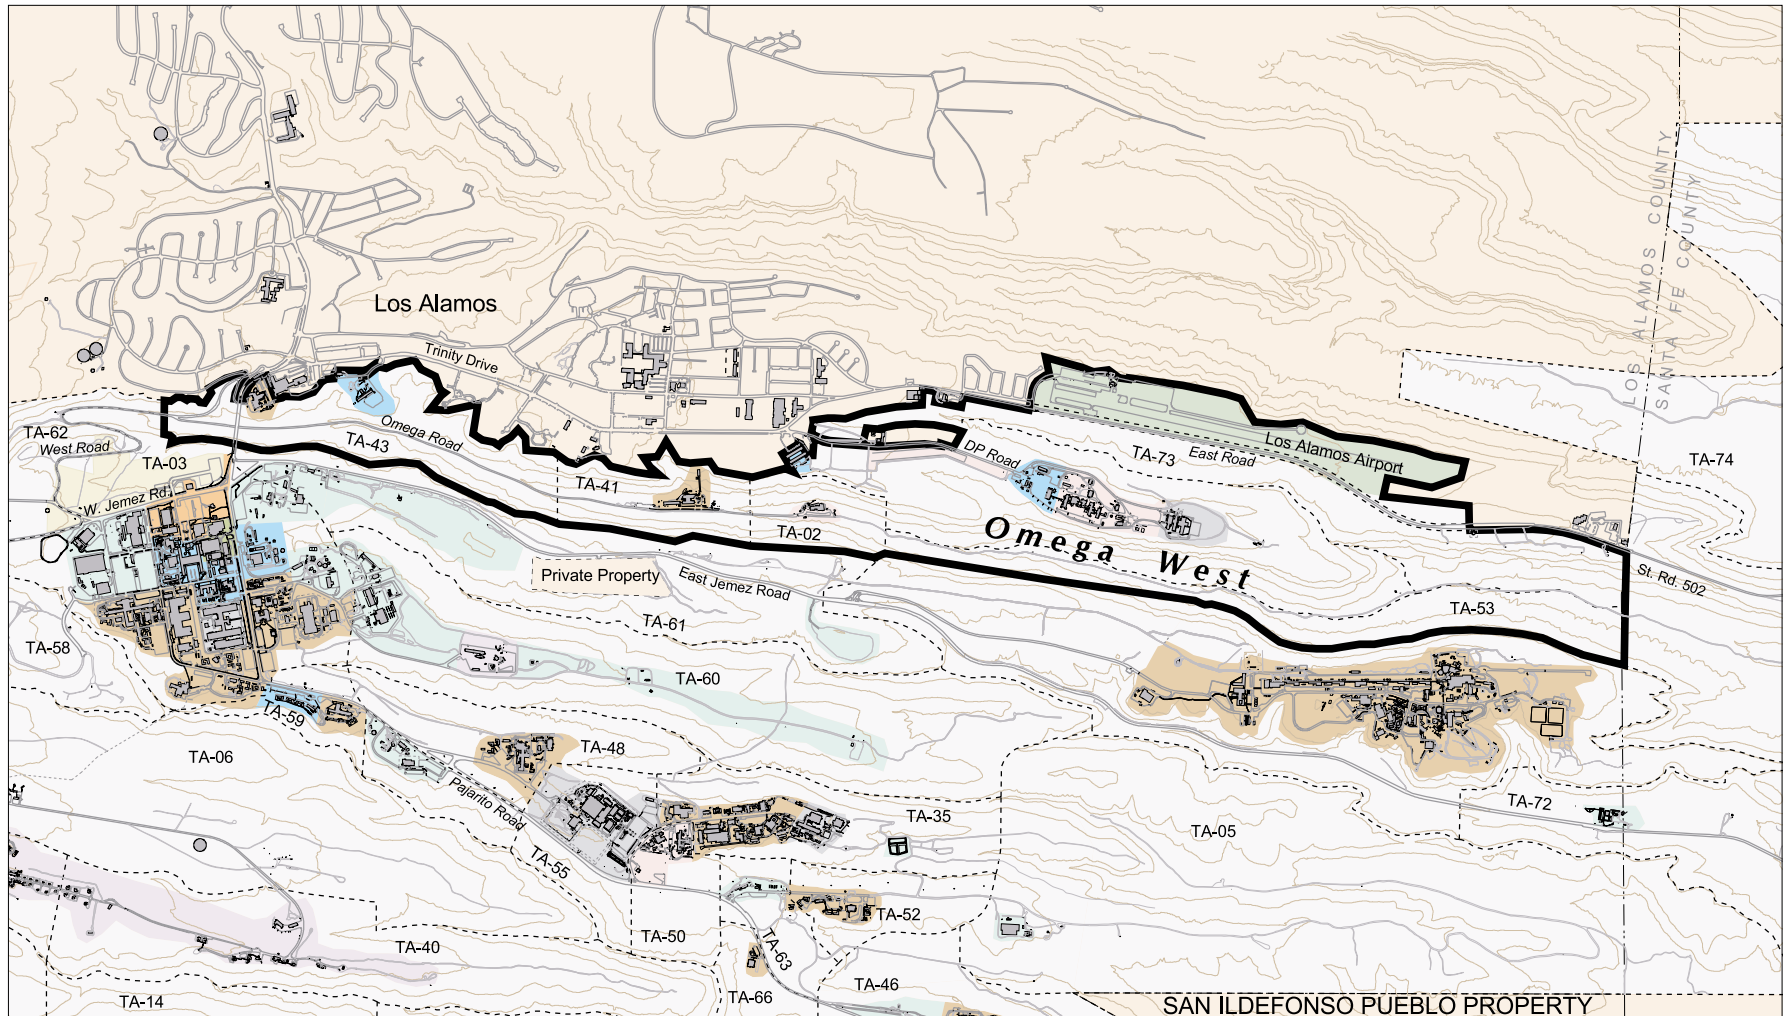 LOS ALAMOS COUNTY
SANTA FE COUNTY
Los Alamos
Trinity Drive
TA-62
West Road
TA-43
Omega Road
TA-03
W. Jemez Rd.
TA-41
TA-02
DP Road
TA-73
East Road
Los Alamos Airport
TA-74
Omega West
Private Property
East Jemez Road
St. Rd. 502
TA-53
TA-61
TA-58
TA-60
TA-59
TA-06
TA-48
Pajarito Road
TA-55
TA-35
TA-05
TA-72
TA-52
TA-50
TA-63
TA-40
TA-46
TA-66
TA-14
SAN ILDEFONSO PUEBLO PROPERTY